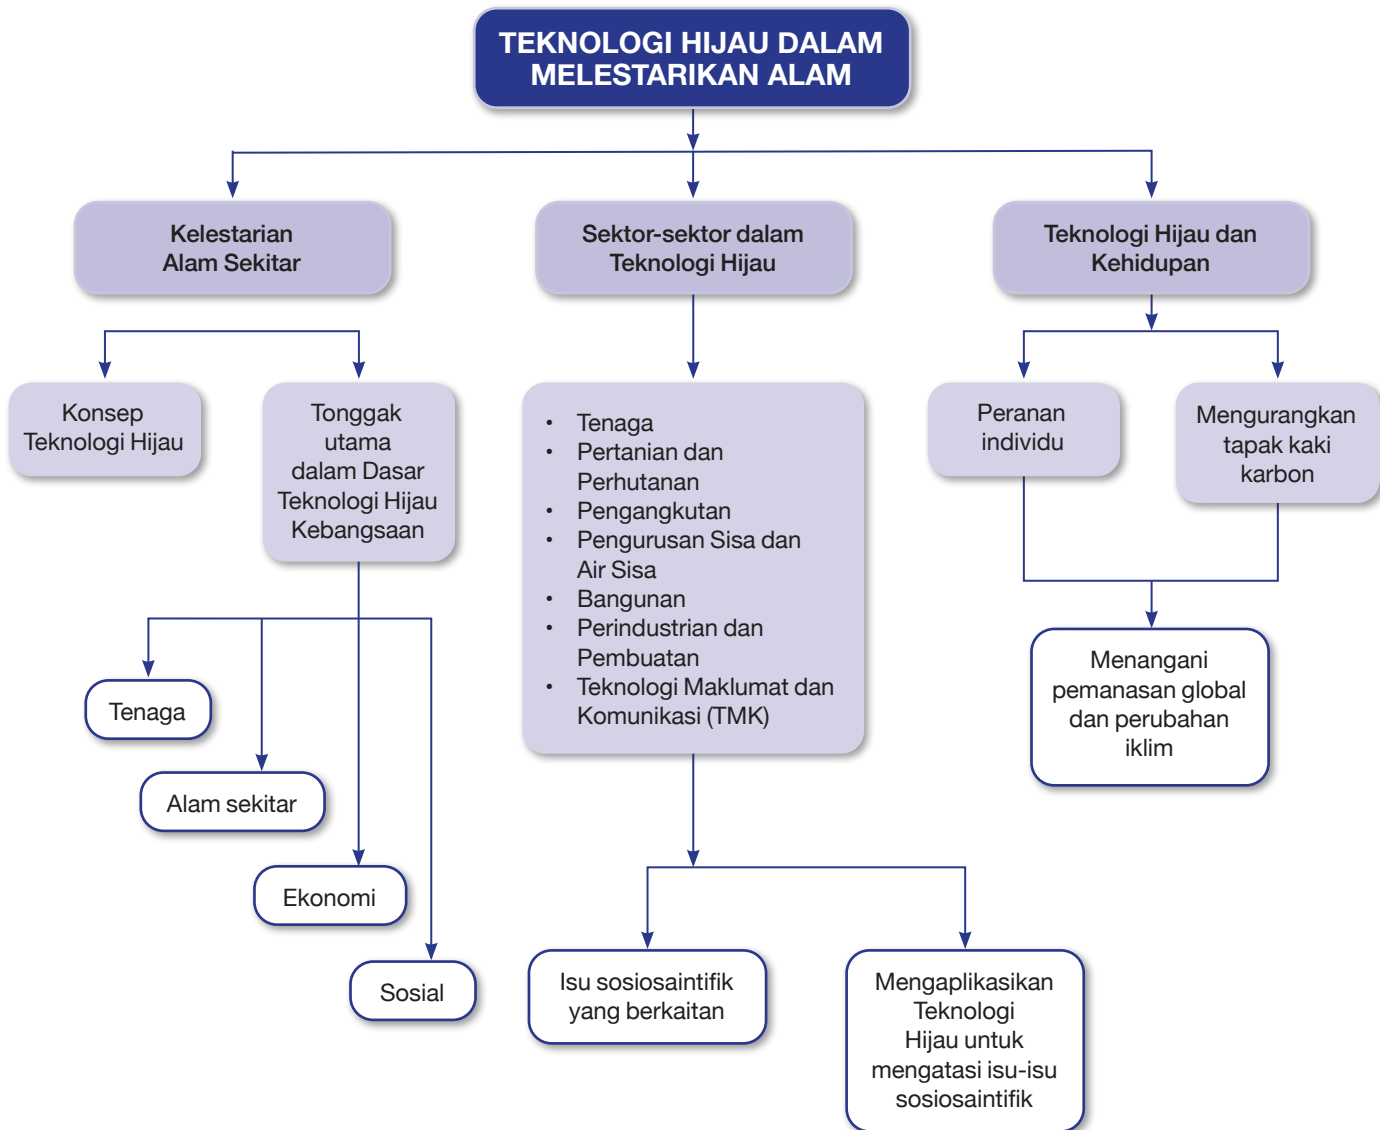 TEKNOLOGI HIJAU DALAM
MELESTARIKAN ALAM
Kelestarian
Alam Sekitar
Sektor-sektor dalam
Teknologi Hijau
Teknologi Hijau dan
Kehidupan
Konsep
Teknologi Hijau
Tonggak
utama
dalam Dasar
Teknologi Hijau
Kebangsaan
Tenaga
Alam sekitar
Ekonomi
Sosial
• Tenaga
• Pertanian dan
Perhutanan
• Pengangkutan
• Pengurusan Sisa dan
Air Sisa
• Bangunan
• Perindustrian dan
Pembuatan
• Teknologi Maklumat dan
Komunikasi (TMK)
Isu sosiosaintifik
yang berkaitan
Mengaplikasikan
Teknologi
Hijau untuk
mengatasi isu-isu
sosiosaintifik
Peranan
individu
Mengurangkan
tapak kaki
karbon
Menangani
pemanasan global
dan perubahan
iklim